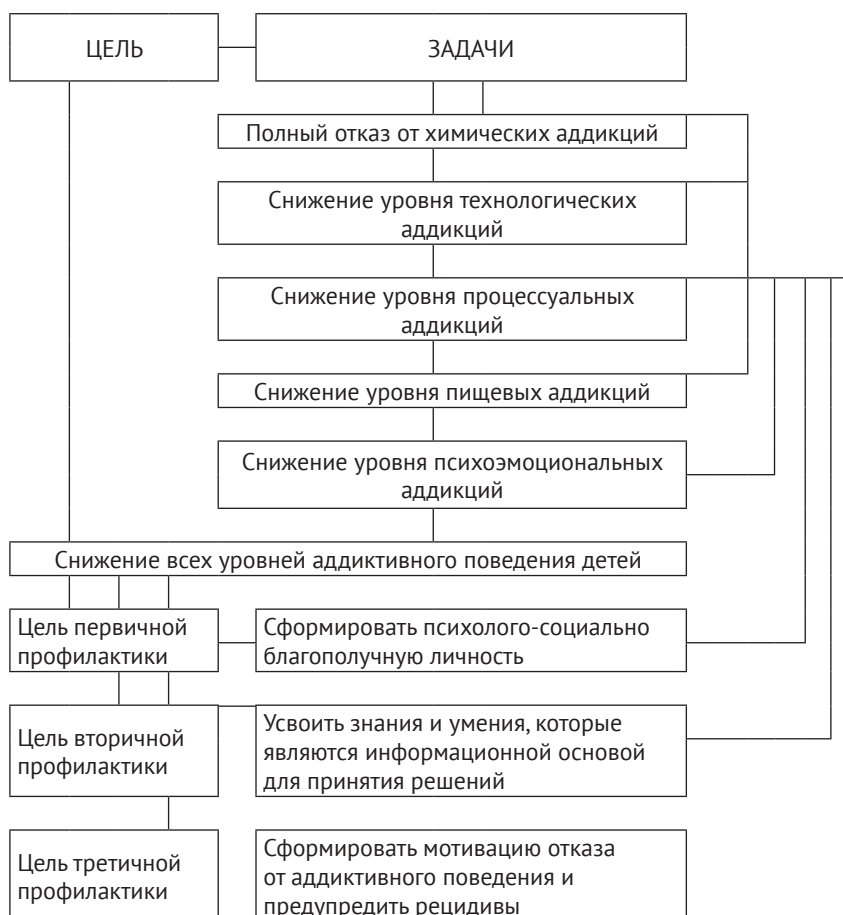 ЦЕЛЬ
ЗАДАЧИ
Полный отказ от химических аддикций
Снижение уровня технологических
аддикций
Снижение уровня процессуальных
аддикций
Снижение уровня пищевых аддикций
Снижение уровня психоэмоциональных
аддикций
Снижение всех уровней аддиктивного поведения детей
Цель первичной
профилактики
Сформировать психолого-социально
благополучную личность
Цель вторичной
профилактики
Усвоить знания и умения, которые
являются информационной основой
для принятия решений
Цель третичной
профилактики
Сформировать мотивацию отказа
от аддиктивного поведения и
предупредить рецидивы